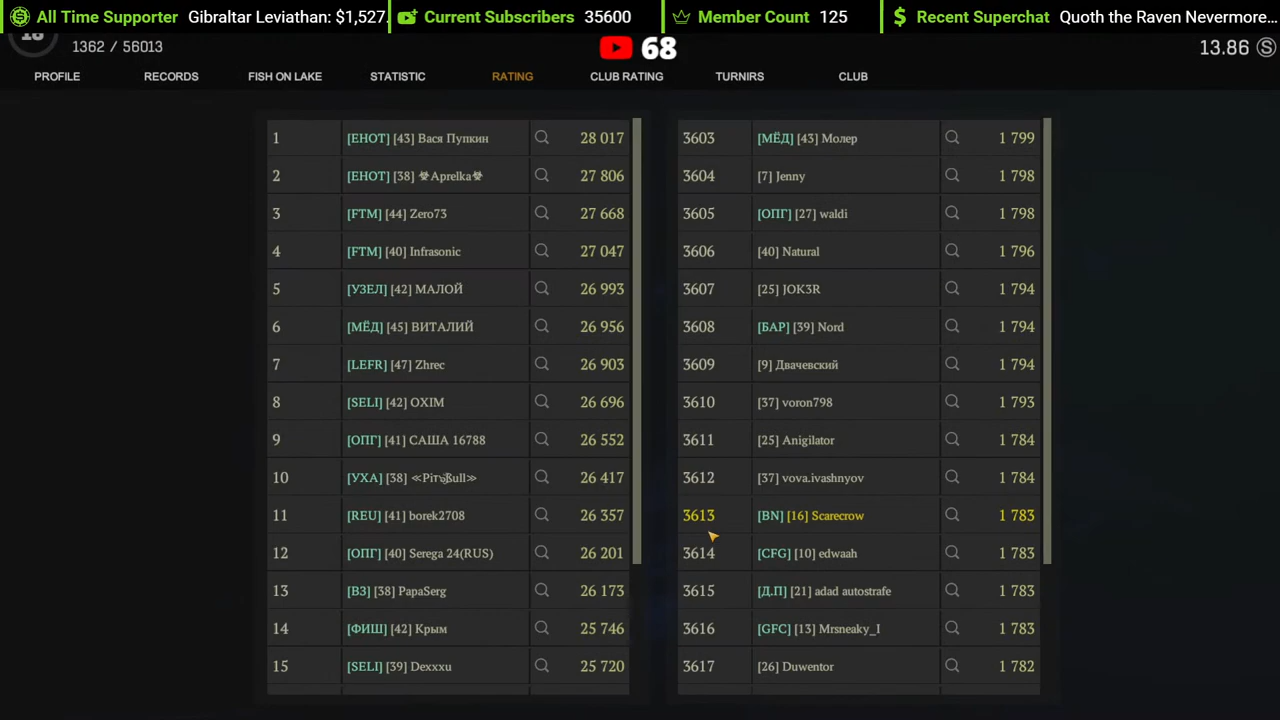 All Time Supporter Gibraltar Leviathan: $1,527. Current Subscribers 35600 Member Count 125 Recent Superchat Quoth the Raven Nevermore...
1362 / 56013 68 13.86
PROFILE RECORDS FISH ON LAKE STATISTIC RATING CLUB RATING TURNIRS CLUB
1 [ЕНОТ] [43] Вася Пупкин 28 017
2 [ЕНОТ] [38] ☣Aprelka☣ 27 806
3 [FTM] [44] Zero73 27 668
4 [FTM] [40] Infrasonic 27 047
5 [УЗЕЛ] [42] МАЛОЙ 26 993
6 [МЁД] [45] ВИТАЛИЙ 26 956
7 [LEFR] [47] Zhrec 26 903
8 [SELI] [42] OXIM 26 696
9 [ОПГ] [41] САША 16788 26 552
10 [УХА] [38] 26 417
11 [REU] [41] borek2708 26 357
12 [ОПГ] [40] Serega 24(RUS) 26 201
13 [ВЗ] [38] PapaSerg 26 173
14 [ФИШ] [42] Крым 25 746
15 [SELI] [39] Dexxxu 25 720
3603 [МЁД] [43] Молер 1 799
3604 [7] Jenny 1 798
3605 [ОПГ] [27] waldi 1 798
3606 [40] Natural 1 796
3607 [25] JOK3R 1 794
3608 [БАР] [39] Nord 1 794
3609 [9] Двачевский 1 794
3610 [37] voron798 1 793
3611 [25] Anigilator 1 784
3612 [37] vova.ivashnyov 1 784
3613 [BN] [16] Scarecrow 1 783
3614 [CFG] [10] edwaah 1 783
3615 [Д.П] [21] adad autostrafe 1 783
3616 [GFC] [13] Mrsneaky_I 1 783
3617 [26] Duwentor 1 782